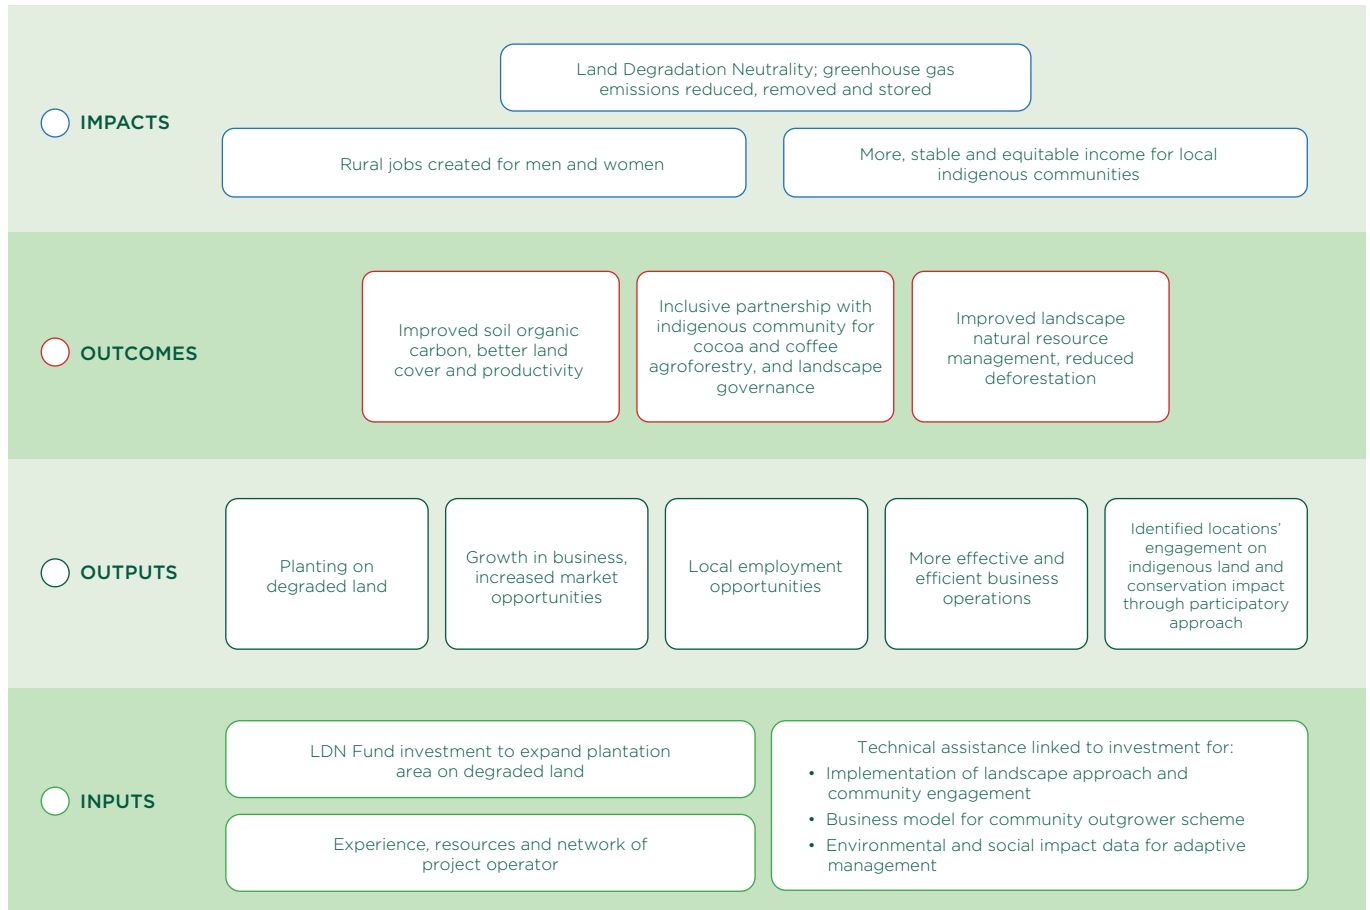 IMPACTS
Land Degradation Neutrality; greenhouse gas
emissions reduced, removed and stored
Rural jobs created for men and women
More, stable and equitable income for local
indigenous communities
OUTCOMES
Improved soil organic
carbon, better land
cover and productivity
Inclusive partnership with
indigenous community for
cocoa and coffee
agroforestry, and landscape
governance
Improved landscape
natural resource
management, reduced
deforestation
OUTPUTS
Planting on
degraded land
Growth in business,
increased market
opportunities
Local employment
opportunities
More effective and
efficient business
operations
Identified locations’
engagement on
indigenous land and
conservation impact
through participatory
approach
INPUTS
LDN Fund investment to expand plantation
area on degraded land
Experience, resources and network of
project operator
Technical assistance linked to investment for:
• Implementation of landscape approach and
community engagement
• Business model for community outgrower scheme
• Environmental and social impact data for adaptive
management